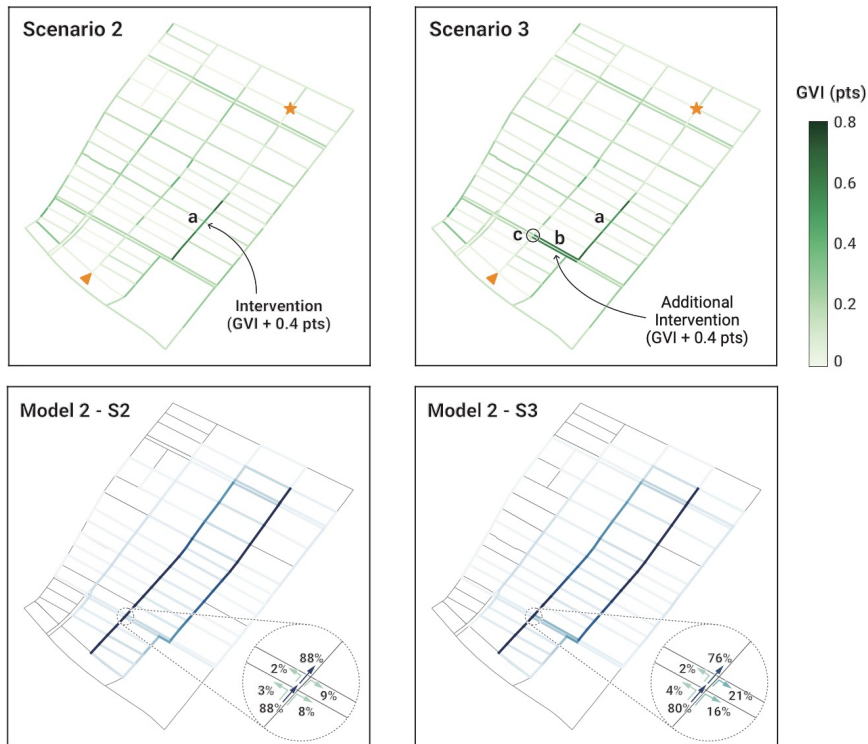 Scenario 2
a
Intervention
(GVI + 0.4 pts)
Scenario 3
a
b
c
Additional
Intervention
(GVI + 0.4 pts)
GVI (pts)
0.8
0.6
0.4
0.2
0
Model 2 - S2
88%
2%
3%
9%
88%
8%
Model 2 - S3
76%
2%
4%
21%
80%
16%